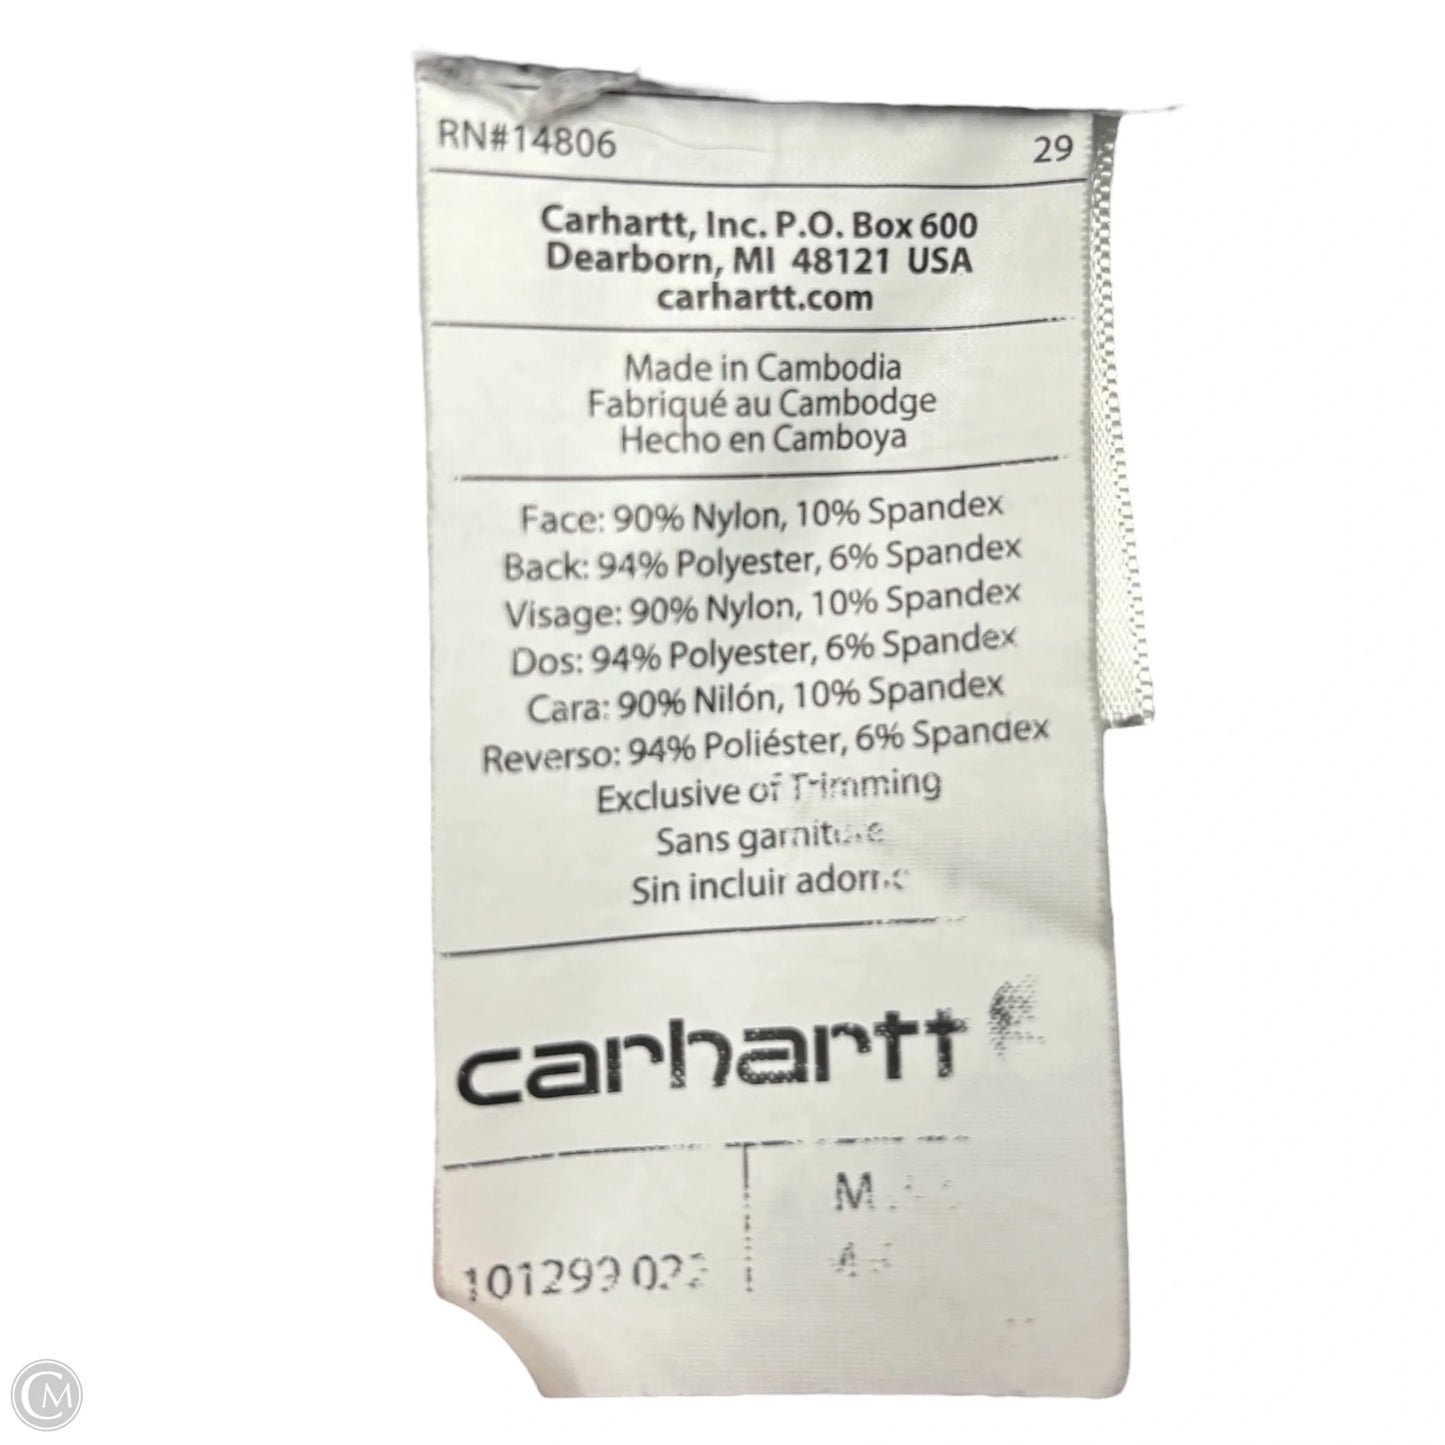 RN#14806 29
Carhartt, Inc. P.O. Box 600
Dearborn, MI 48121 USA
carhartt.com
Made in Cambodia
Fabriqué au Cambodge
Hecho en Camboya
Face: 90% Nylon, 10% Spandex
Back: 94% Polyester, 6% Spandex
Visage: 90% Nylon, 10% Spandex
Dos: 94% Polyester, 6% Spandex
Cara: 90% Nilón, 10% Spandex
Reverso: 94% Poliéster, 6% Spandex
Exclusive of Trimming
Sans garniture
Sin incluir
carhartt
M
CM